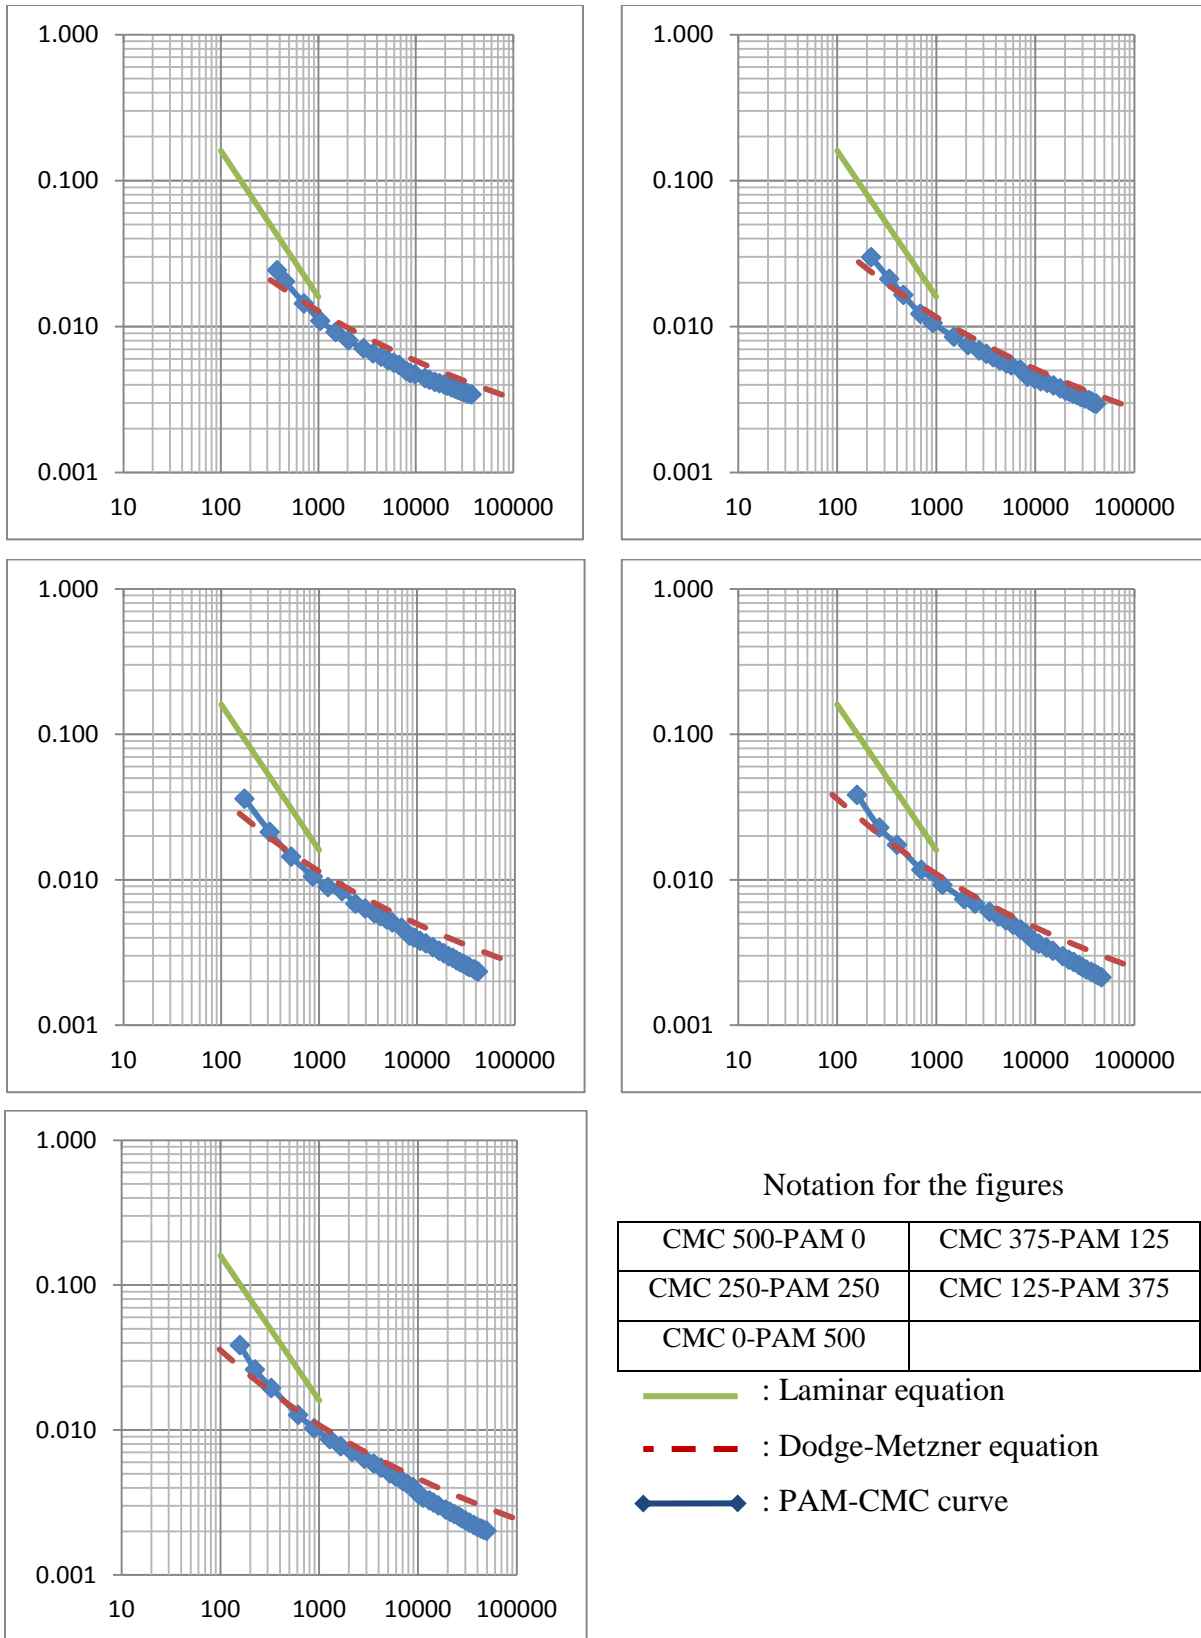 1.000
0.100
0.010
0.001
10 100 1000 10000 100000
1.000
0.100
0.010
0.001
10 100 1000 10000 100000
1.000
0.100
0.010
0.001
10 100 1000 10000 100000
1.000
0.100
0.010
0.001
10 100 1000 10000 100000
1.000
0.100
0.010
0.001
10 100 1000 10000 100000
Notation for the figures
CMC 500-PAM 0 CMC 375-PAM 125
CMC 250-PAM 250 CMC 125-PAM 375
CMC 0-PAM 500
: Laminar equation
: Dodge-Metzner equation
: PAM-CMC curve